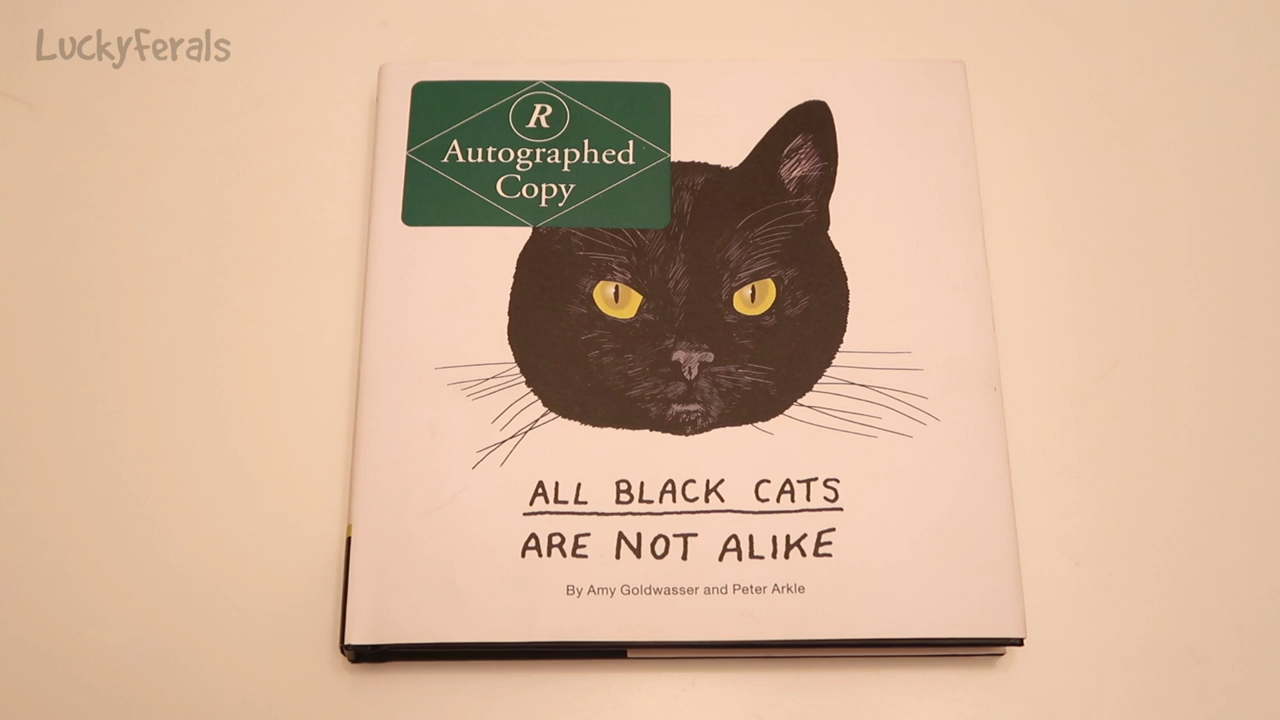 LuckyFerals
R
Autographed
Copy
ALL BLACK CATS
ARE NOT ALIKE
By Amy Goldwasser and Peter Arkle